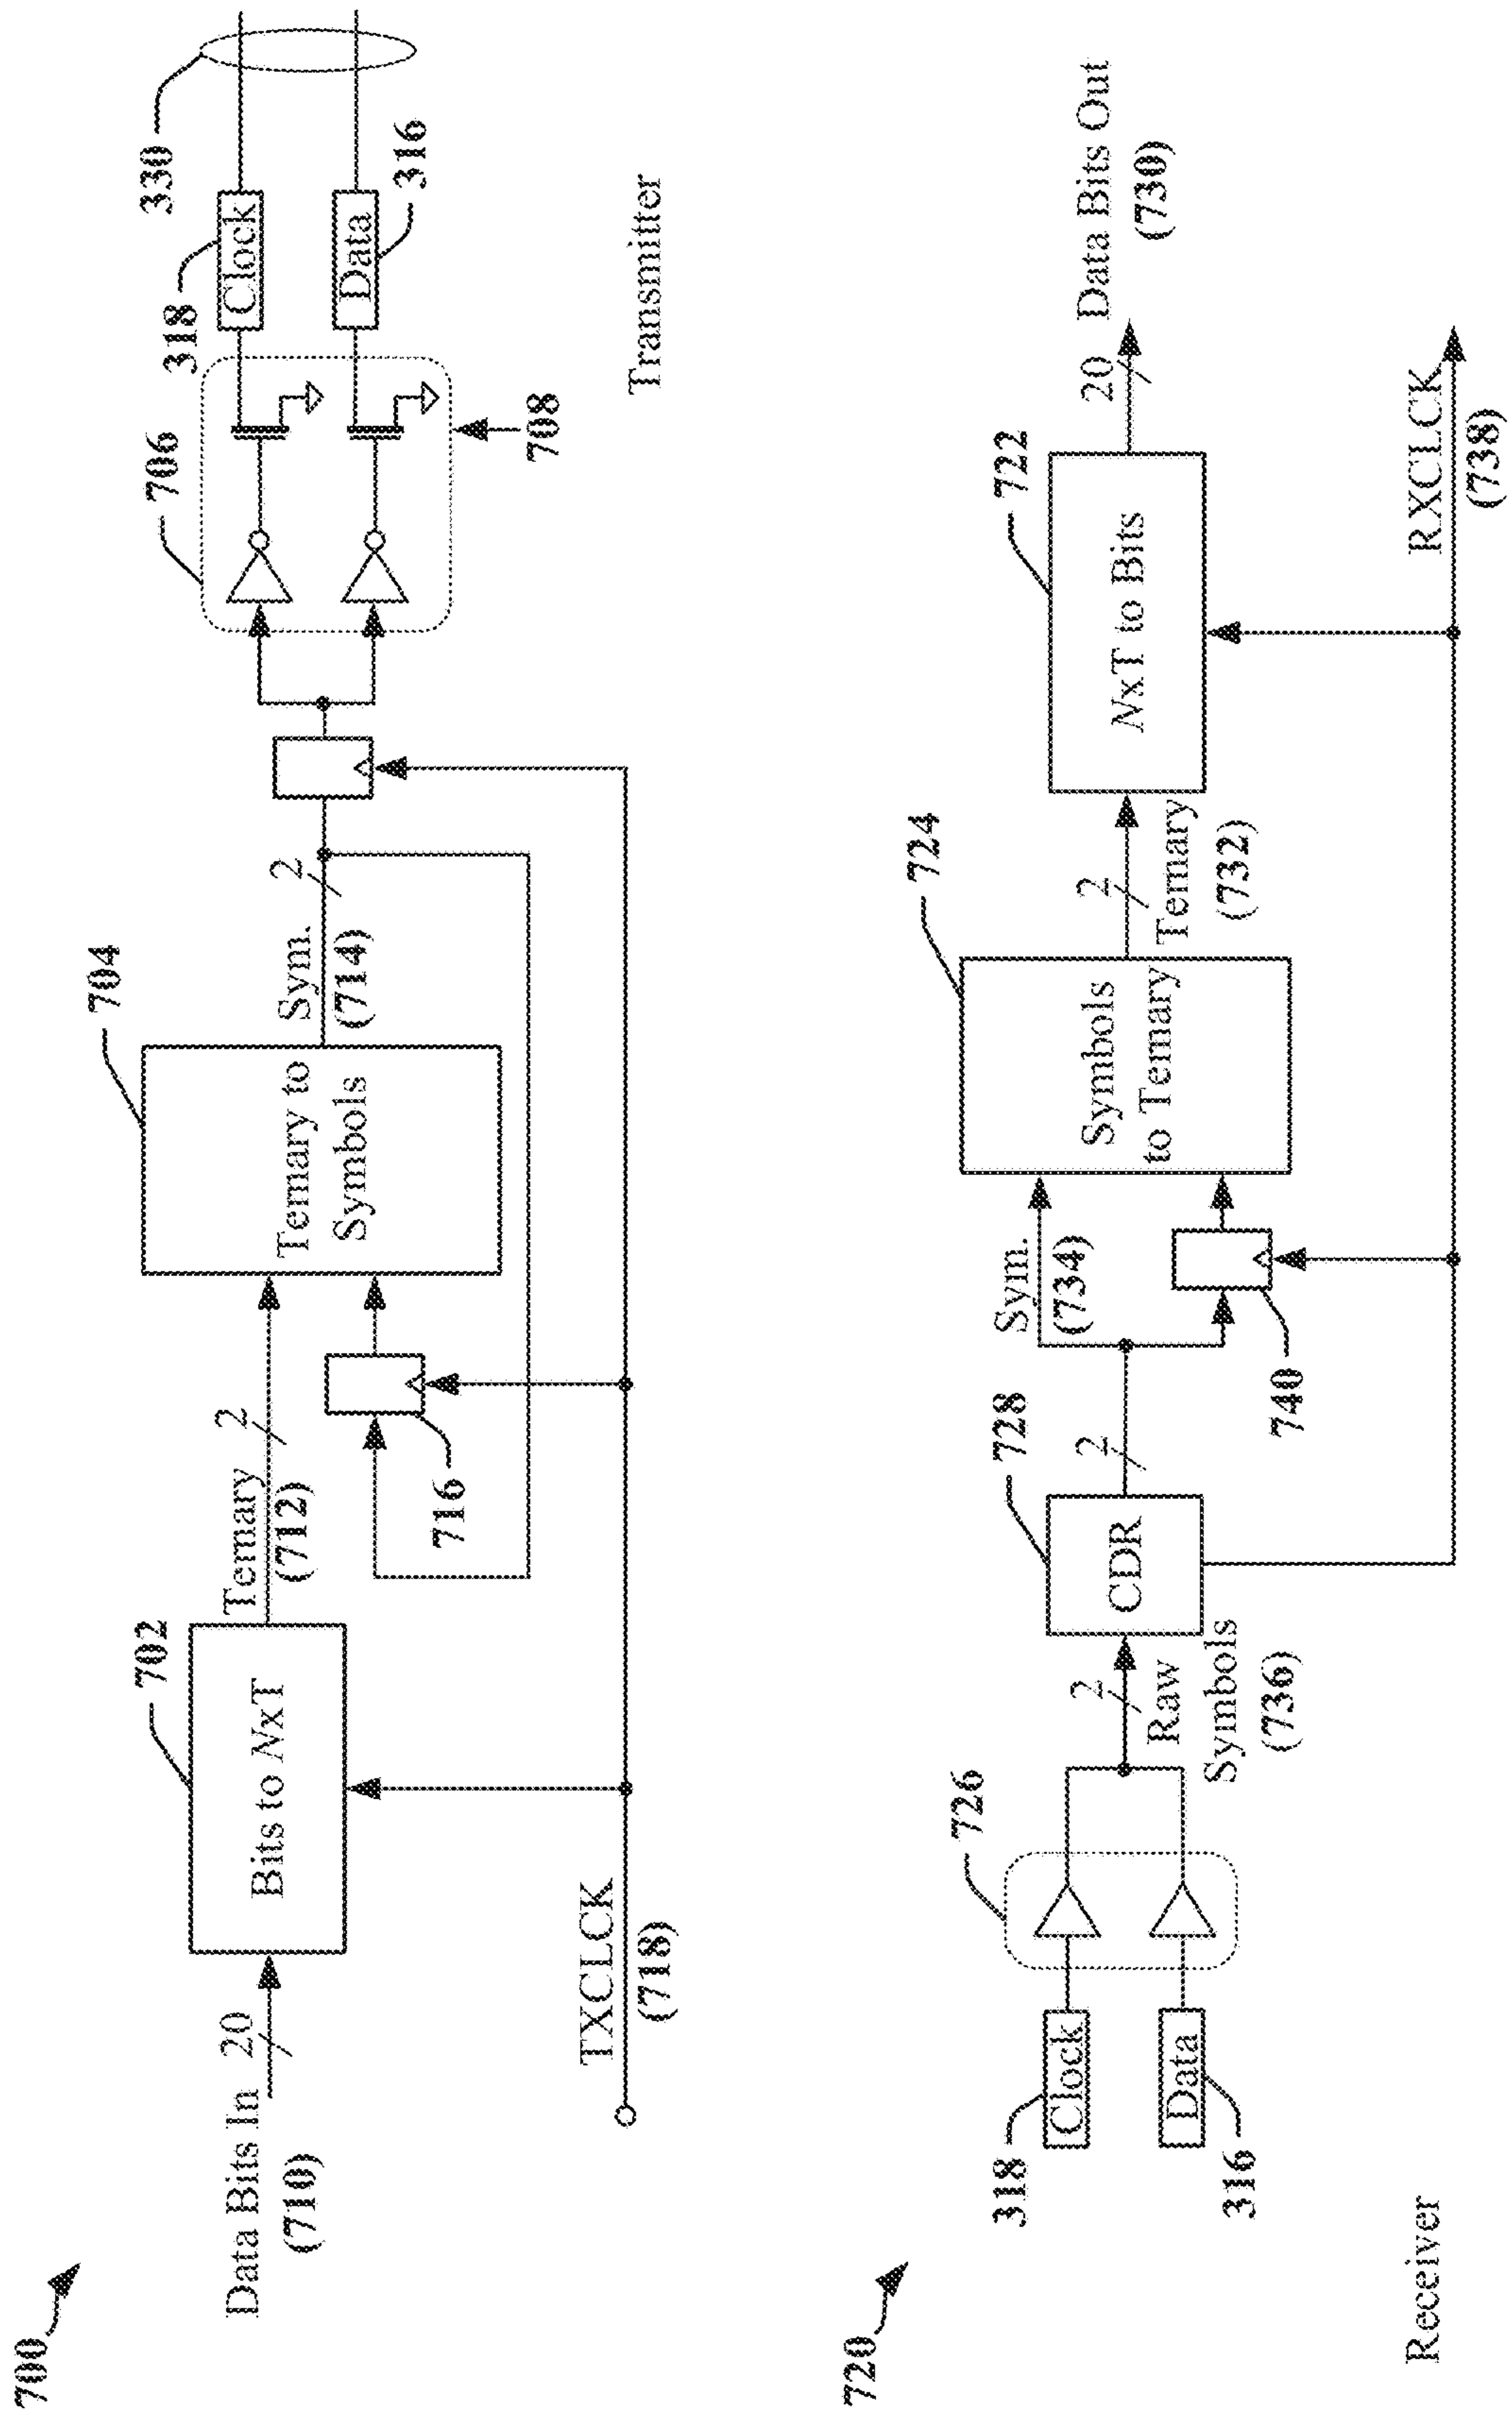 700
Data Bits In
(710)
20
702
Bits to NxT
Ternary
(712)
2
716
704
Ternary to
Symbols
Sym.
(714)
2
706
708
318
Clock
Data
316
330
TXCLCK
(718)
Transmitter
720
Receiver
318
Clock
Data
316
726
2
Raw
Symbols
(736)
728
CDR
2
Sym.
(734)
740
724
Symbols
to Ternary
2
Ternary
(732)
722
NxT to Bits
20
Data Bits Out
(730)
RXCLCK
(738)